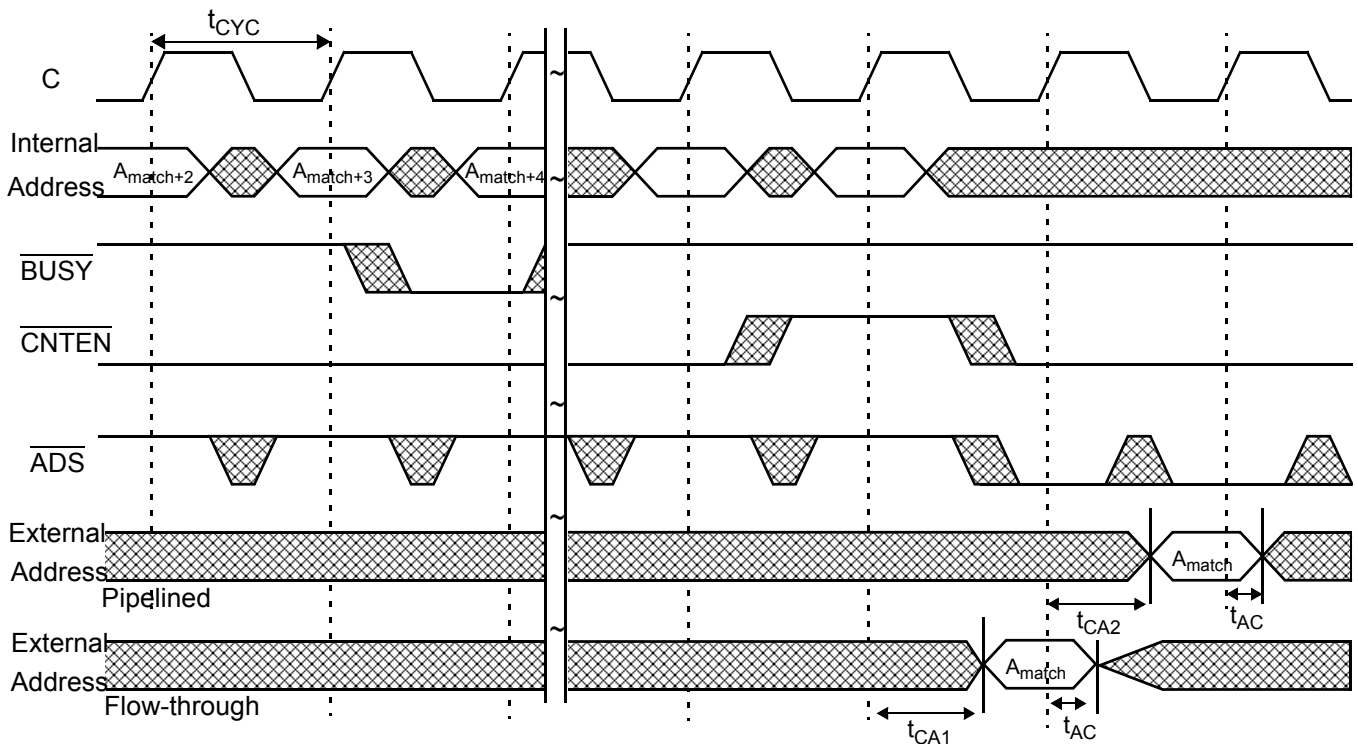 tCYC
C
Internal
Address
Amatch+2
Amatch+3
Amatch+4
~
~
BUSY
~
CNTEN
~
ADS
~
External
Address
Amatch
Pipelined
tCA2
tAC
~
External
Address
Amatch
Flow-through
tCA1
tAC